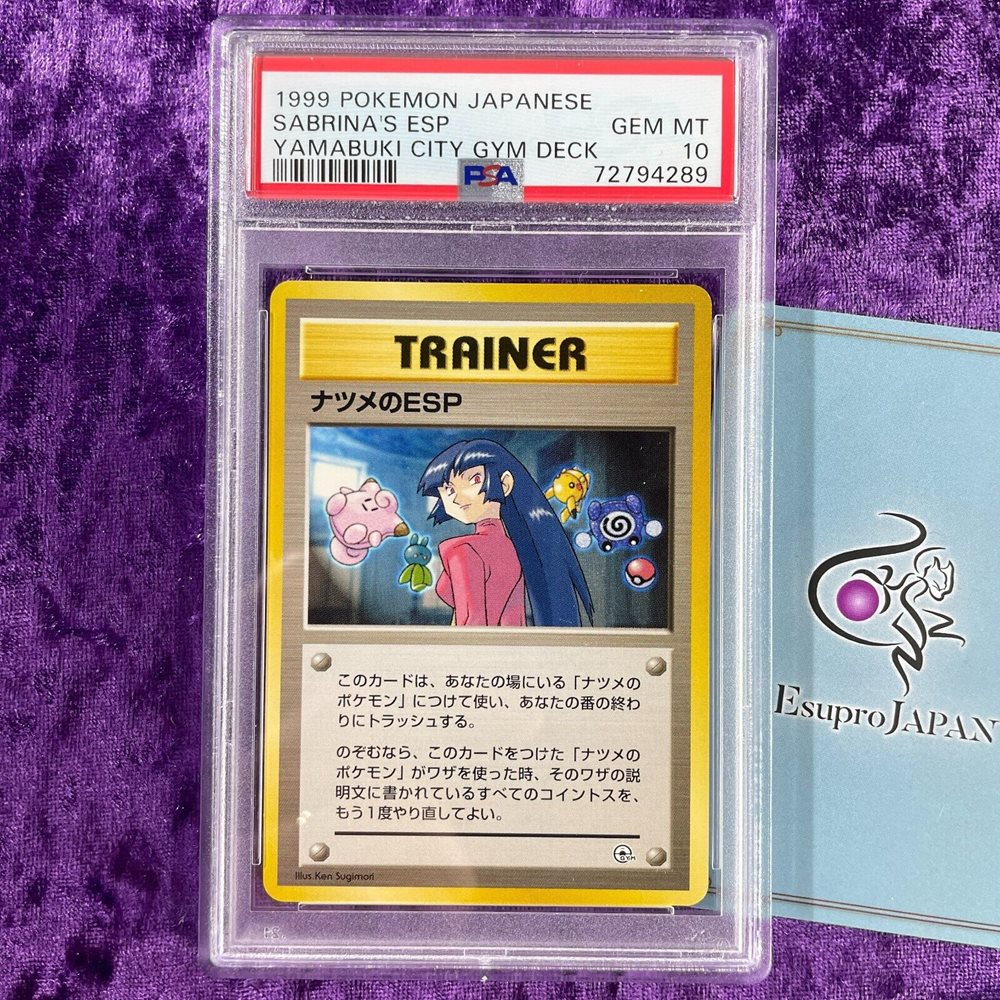 1999 POKEMON JAPANESE
SABRINA'S ESP GEM MT
YAMABUKI CITY GYM DECK 10
PSA 72794289
TRAINER
ナツメのESP
このカードは、あなたの場にいる「ナツメの
ポケモン」につけて使い、あなたの番の終わ
りにトラッシュする。
のぞむなら、このカードをつけた「ナツメの
ポケモン」がワザを使った時、そのワザの説
明文に書かれているすべてのコイントスを、
もう1度やり直してよい。
GYM
Illus. Ken Sugimori
EsuproJAPAN